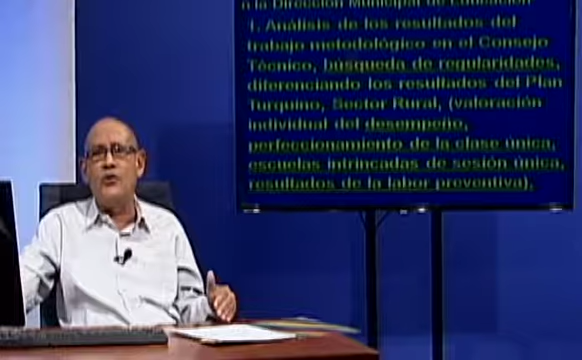 a la Dirección Municipal de Educación
1. Análisis de los resultados del
trabajo metodológico en el Consejo
Técnico, búsqueda de regularidades,
diferenciando los resultados del Plan
Turquino, Sector Rural, (valoración
individual del desempeño,
perfeccionamiento de la clase única,
escuelas intrincadas de sesión única,
resultados de la labor preventiva).